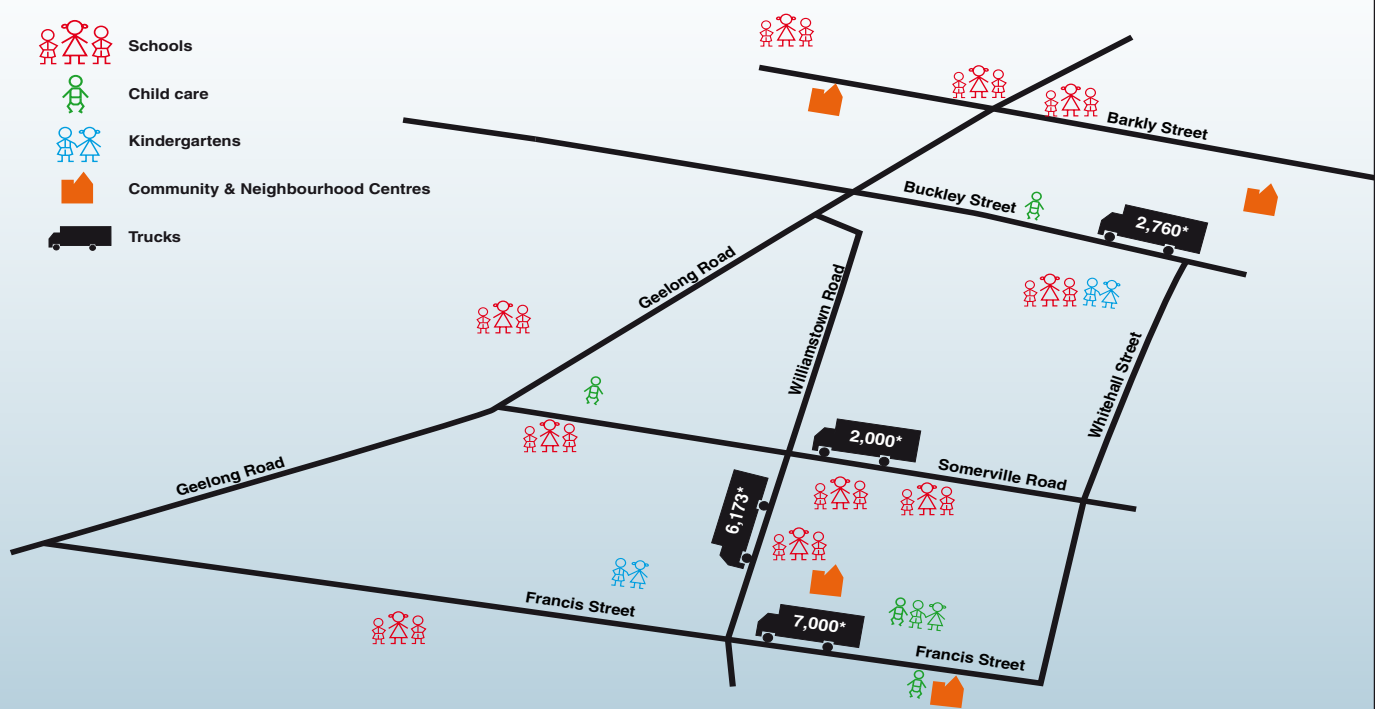 Schools
Child care
Kindergartens
Community & Neighbourhood Centres
Trucks
Barkly Street
Buckley Street
2,760*
Geelong Road
Williamstown Road
Whitehall Street
2,000*
Somerville Road
Geelong Road
6,173*
Francis Street
7,000*
Francis Street